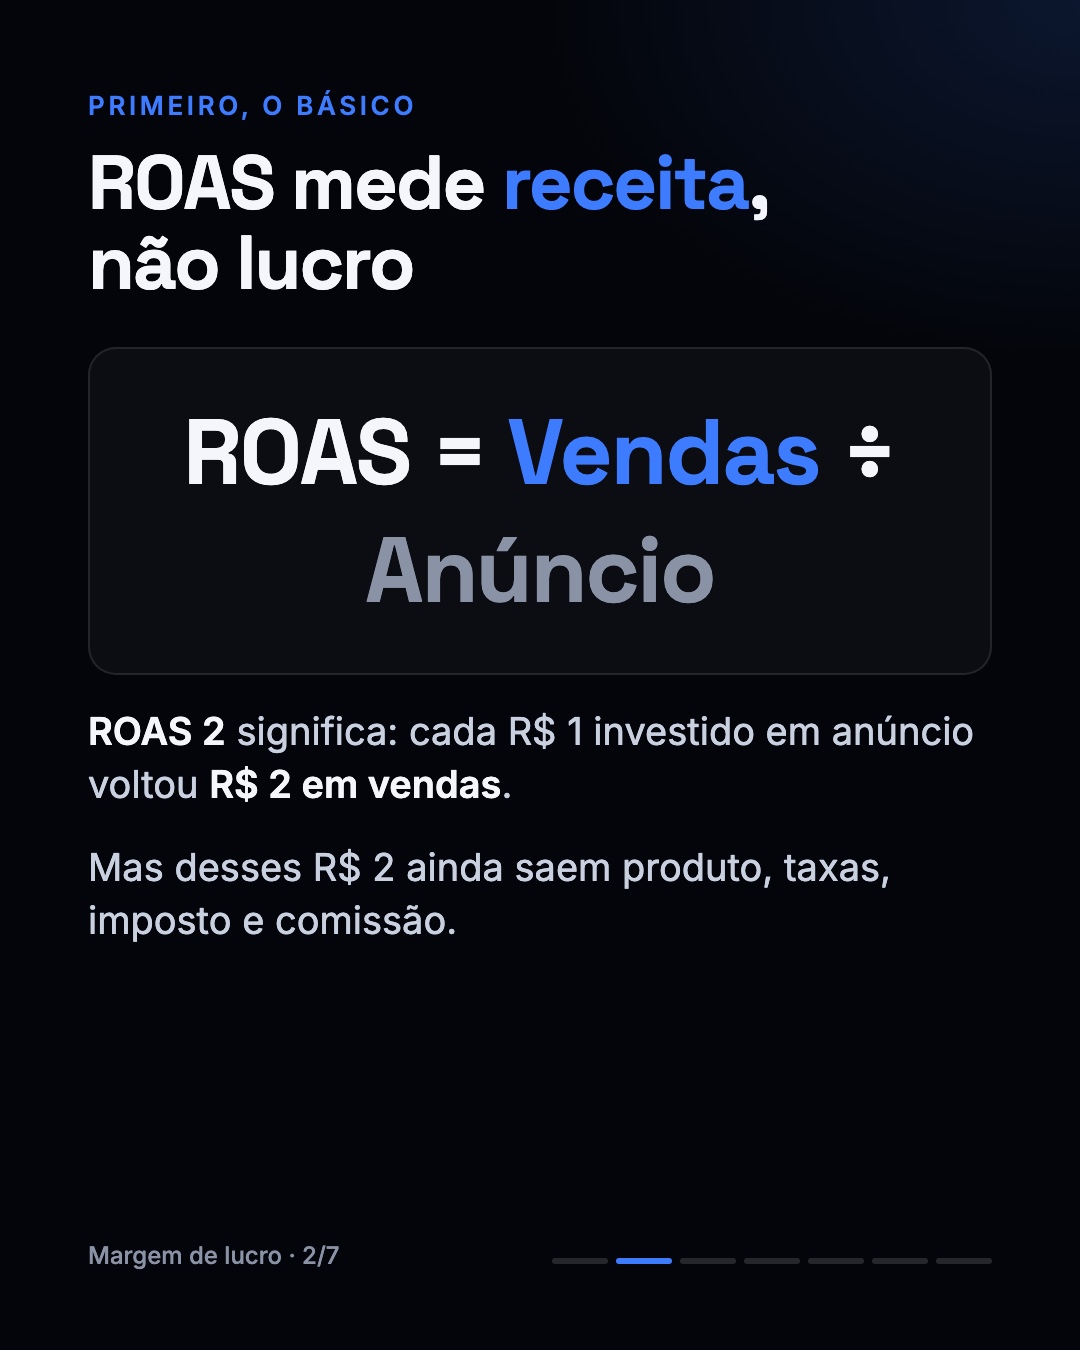 PRIMEIRO, O BÁSICO
ROAS mede receita,
não lucro
ROAS = Vendas ÷
Anúncio
ROAS 2 significa: cada R$ 1 investido em anúncio
voltou R$ 2 em vendas.
Mas desses R$ 2 ainda saem produto, taxas,
imposto e comissão.
Margem de lucro · 2/7